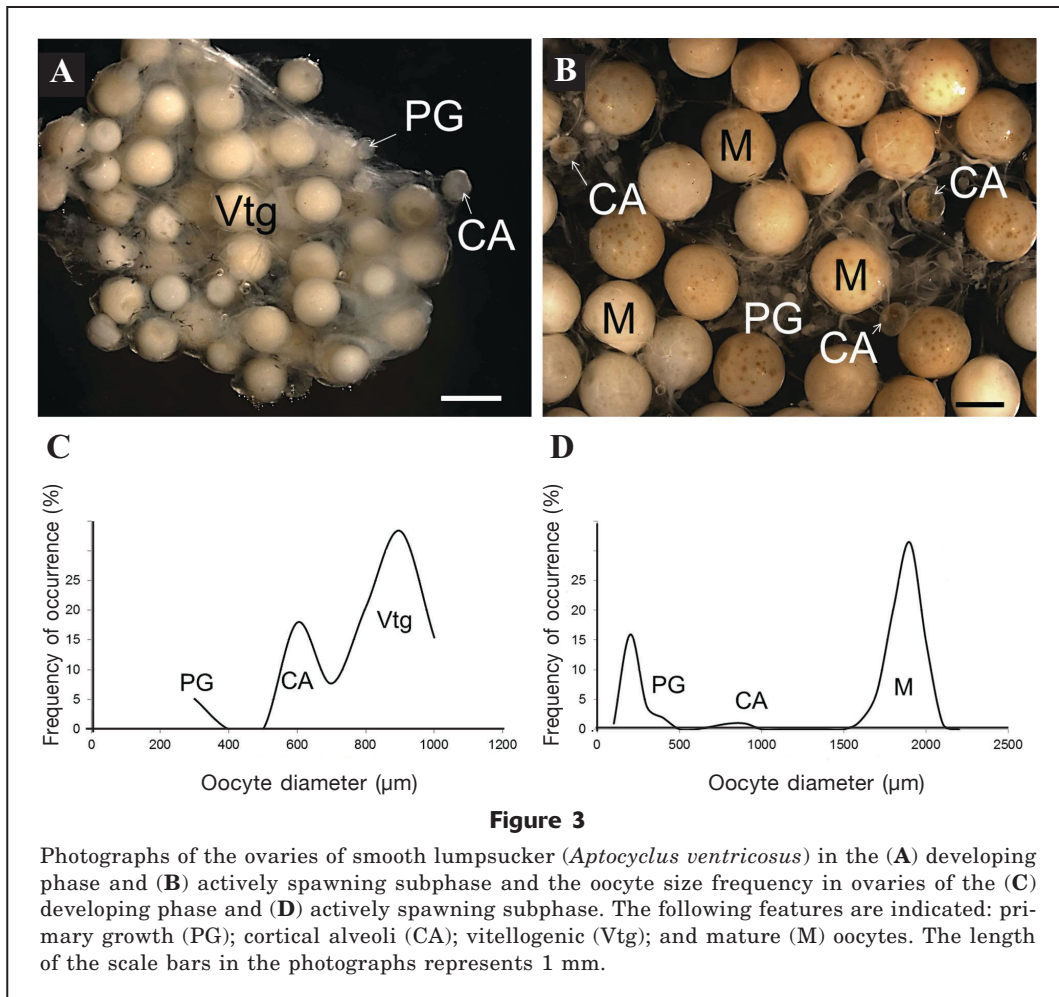 A
PG
Vtg
CA
B
M
CA
CA
M
M
PG
CA
C
Frequency of occurrence (%)
25
20
15
10
5
0
PG
CA
Vtg
0 200 400 600 800 1000 1200
Oocyte diameter (µm)
D
Frequency of occurrence (%)
25
20
15
10
5
0
PG
CA
M
0 500 1000 1500 2000 2500
Oocyte diameter (µm)
Figure 3
Photographs of the ovaries of smooth lumpsucker (Aptocyclus ventricosus) in the (A) developing
phase and (B) actively spawning subphase and the oocyte size frequency in ovaries of the (C)
developing phase and (D) actively spawning subphase. The following features are indicated: pri-
mary growth (PG); cortical alveoli (CA); vitellogenic (Vtg); and mature (M) oocytes. The length
of the scale bars in the photographs represents 1 mm.